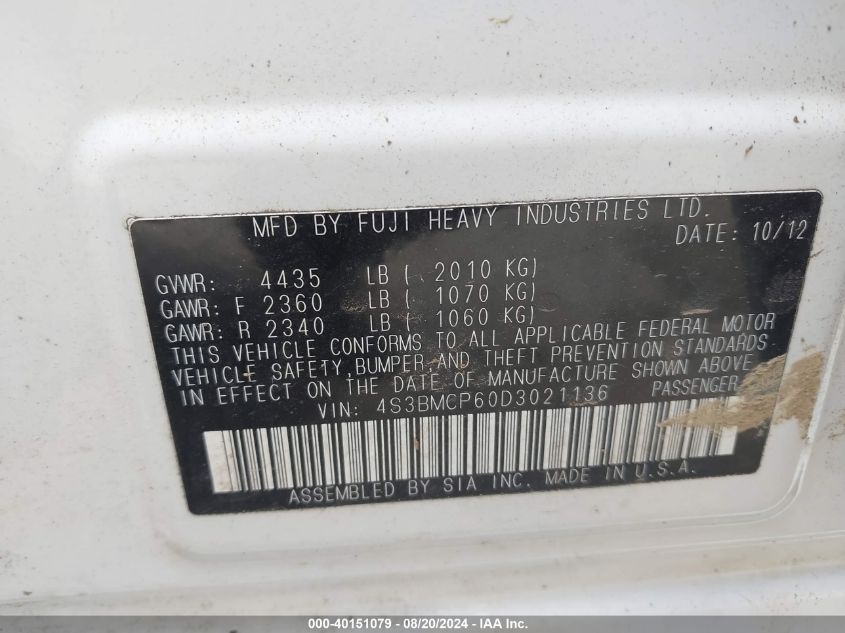 MFD BY FUJI HEAVY INDUSTRIES LTD.
DATE: 10/12
GVWR: 4435 LB ( 2010 KG)
GAWR: F 2360 LB ( 1070 KG)
GAWR: R 2340 LB ( 1060 KG)
THIS VEHICLE CONFORMS TO ALL APPLICABLE FEDERAL MOTOR
VEHICLE SAFETY, BUMPER, AND THEFT PREVENTION STANDARDS
IN EFFECT ON THE DATE OF MANUFACTURE SHOWN ABOVE
VIN: 4S3BMCP60D3021136 PASSENGER
ASSEMBLED BY SIA INC. MADE IN U.S.A.
000-40151079 - 08/20/2024 - IAA Inc.